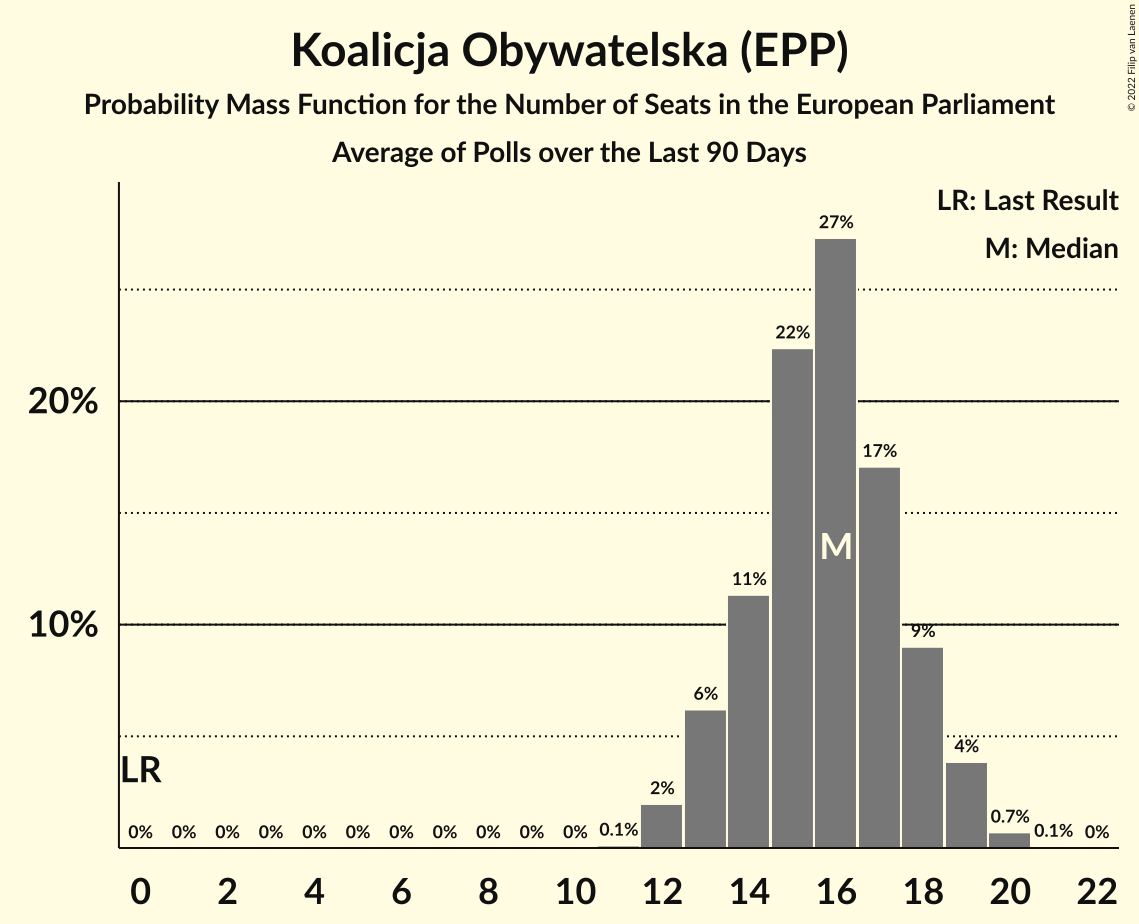 Koalicja Obywatelska (EPP)
Probability Mass Function for the Number of Seats in the European Parliament
Average of Polls over the Last 90 Days
© 2022 Filip van Laenen
LR: Last Result
M: Median
27%
22%
20%
17%
M
11%
10%
9%
6%
4%
LR
2%
0% 0% 0% 0% 0% 0% 0% 0% 0% 0% 0% 0.1% 0.7% 0.1% 0%
0 2 4 6 8 10 12 14 16 18 20 22